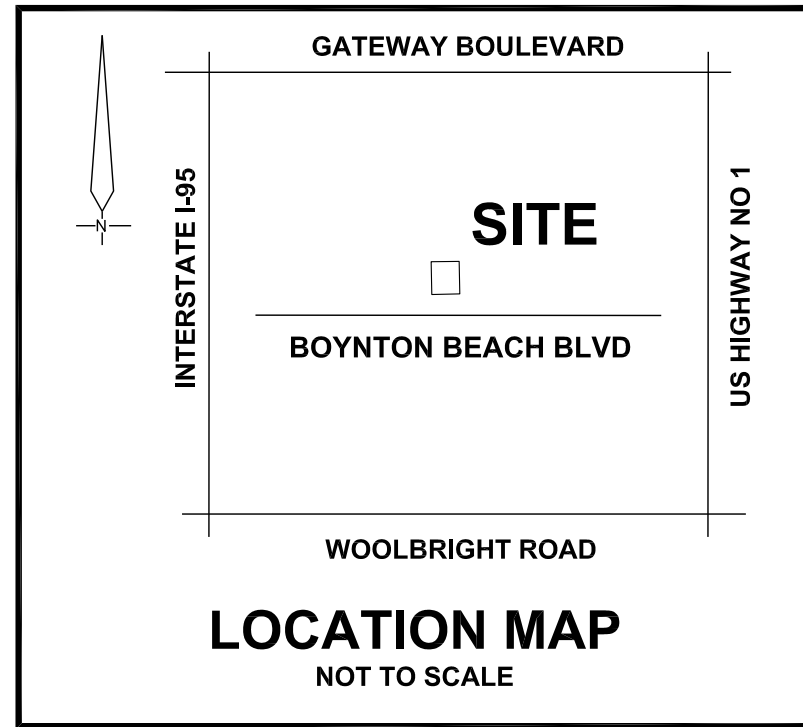 GATEWAY BOULEVARD
N
INTERSTATE I-95
US HIGHWAY NO 1
SITE
BOYNTON BEACH BLVD
WOOLBRIGHT ROAD
LOCATION MAP
NOT TO SCALE